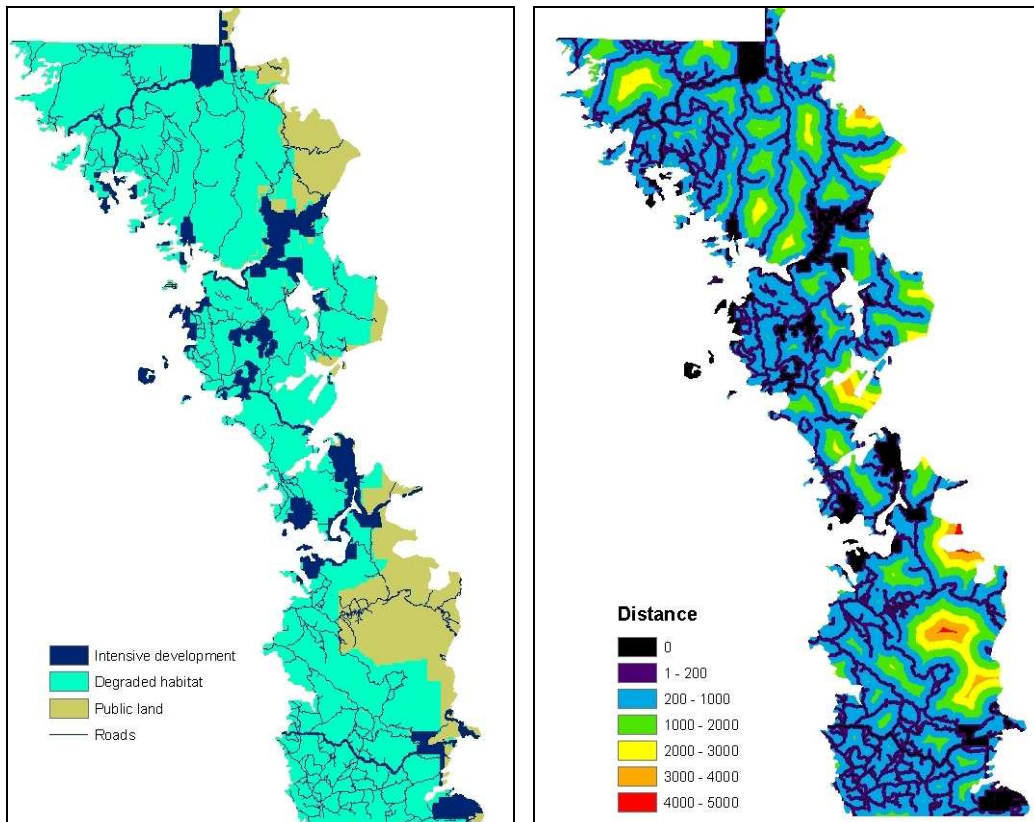 Intensive development
Degraded habitat
Public land
Roads
Distance
0
1 - 200
200 - 1000
1000 - 2000
2000 - 3000
3000 - 4000
4000 - 5000